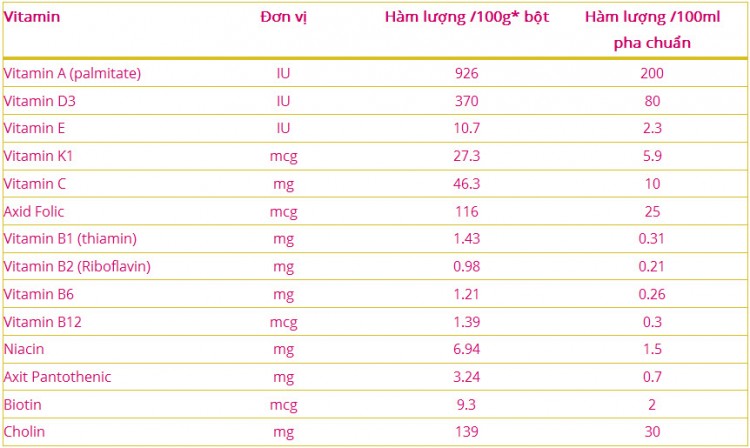 Vitamin Đơn vị Hàm lượng /100g* bột Hàm lượng /100ml
pha chuẩn
Vitamin A (palmitate) IU 926 200
Vitamin D3 IU 370 80
Vitamin E IU 10.7 2.3
Vitamin K1 mcg 27.3 5.9
Vitamin C mg 46.3 10
Axid Folic mcg 116 25
Vitamin B1 (thiamin) mg 1.43 0.31
Vitamin B2 (Riboflavin) mg 0.98 0.21
Vitamin B6 mg 1.21 0.26
Vitamin B12 mcg 1.39 0.3
Niacin mg 6.94 1.5
Axit Pantothenic mg 3.24 0.7
Biotin mcg 9.3 2
Cholin mg 139 30